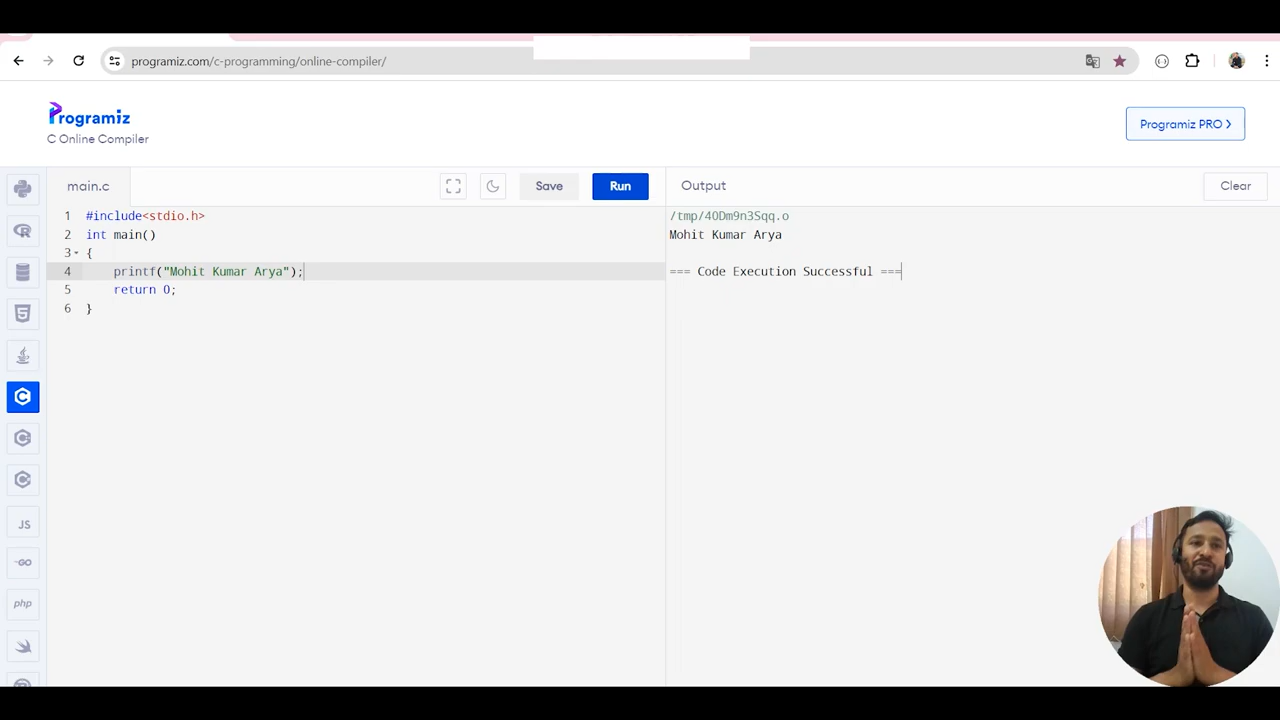 programiz.com/c-programming/online-compiler/
Programiz
C Online Compiler
Programiz PRO >
main.c
Save
Run
Output
Clear
1 #include<stdio.h>
2 int main()
3 {
4 printf("Mohit Kumar Arya");
5 return 0;
6 }
/tmp/4ODm9n3Sqq.o
Mohit Kumar Arya
=== Code Execution Successful ===
JS
GO
php